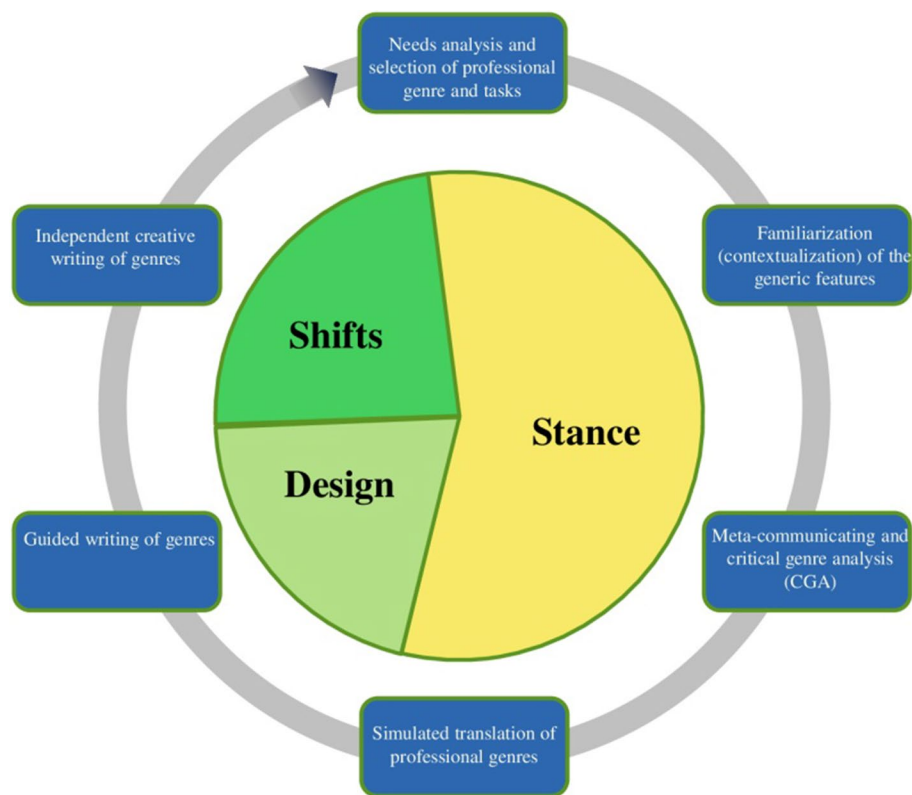 Needs analysis and
selection of professional
genre and tasks
Familiarization
(contextualization) of the
generic features
Meta-communicating and
critical genre analysis
(CGA)
Simulated translation of
professional genres
Guided writing of genres
Independent creative
writing of genres
Shifts
Stance
Design